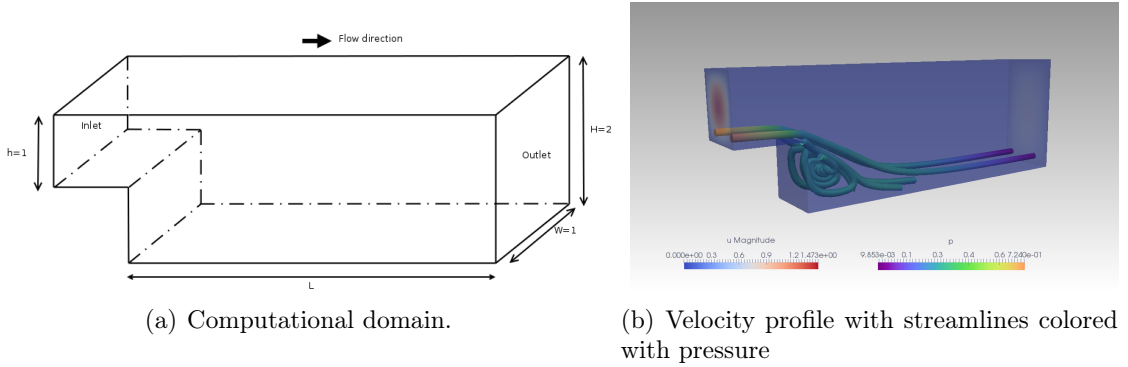 Flow direction
Inlet
h=1
H=2
Outlet
W=1
L
(a) Computational domain.
u Magnitude
0.000e+00 0.3 0.6 0.9 1.2 1.473e+00
p
9.853e-03 0.1 0.3 0.4 0.6 7.240e-01
(b) Velocity profile with streamlines colored
with pressure